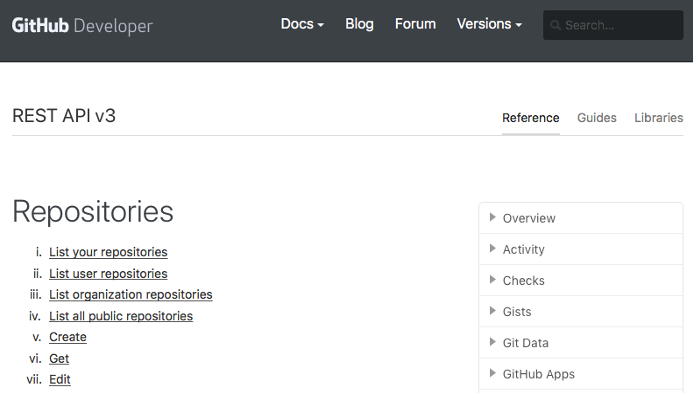 GitHub Developer Docs Blog Forum Versions Search...
REST API v3 Reference Guides Libraries
Repositories
i. List your repositories
ii. List user repositories
iii. List organization repositories
iv. List all public repositories
v. Create
vi. Get
vii. Edit
Overview
Activity
Checks
Gists
Git Data
GitHub Apps